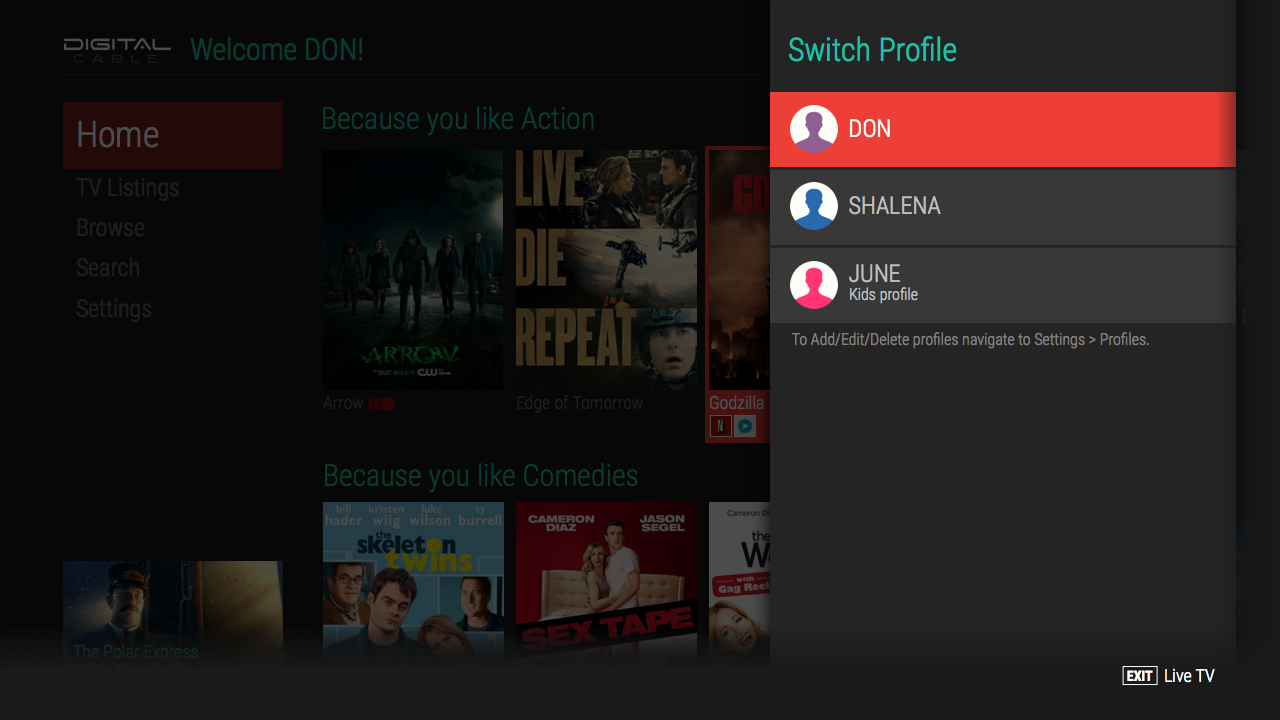 DIGITAL
CABLE
Welcome DON!
Switch Profile
Home
TV Listings
Browse
Search
Settings
Because you like Action
LIVE
DIE
REPEAT
ARROW
CW
Arrow
Edge of Tomorrow
Godzilla
N
DON
SHALENA
JUNE
Kids profile
To Add/Edit/Delete profiles navigate to Settings > Profiles.
Because you like Comedies
bill hader kristen wiig luke wilson ty burrell
the
skeleton
twins
CAMERON DIAZ
JASON SEGEL
SEX TAPE
Cameron
the
with
Gag Reel
The Polar Express
EXIT Live TV